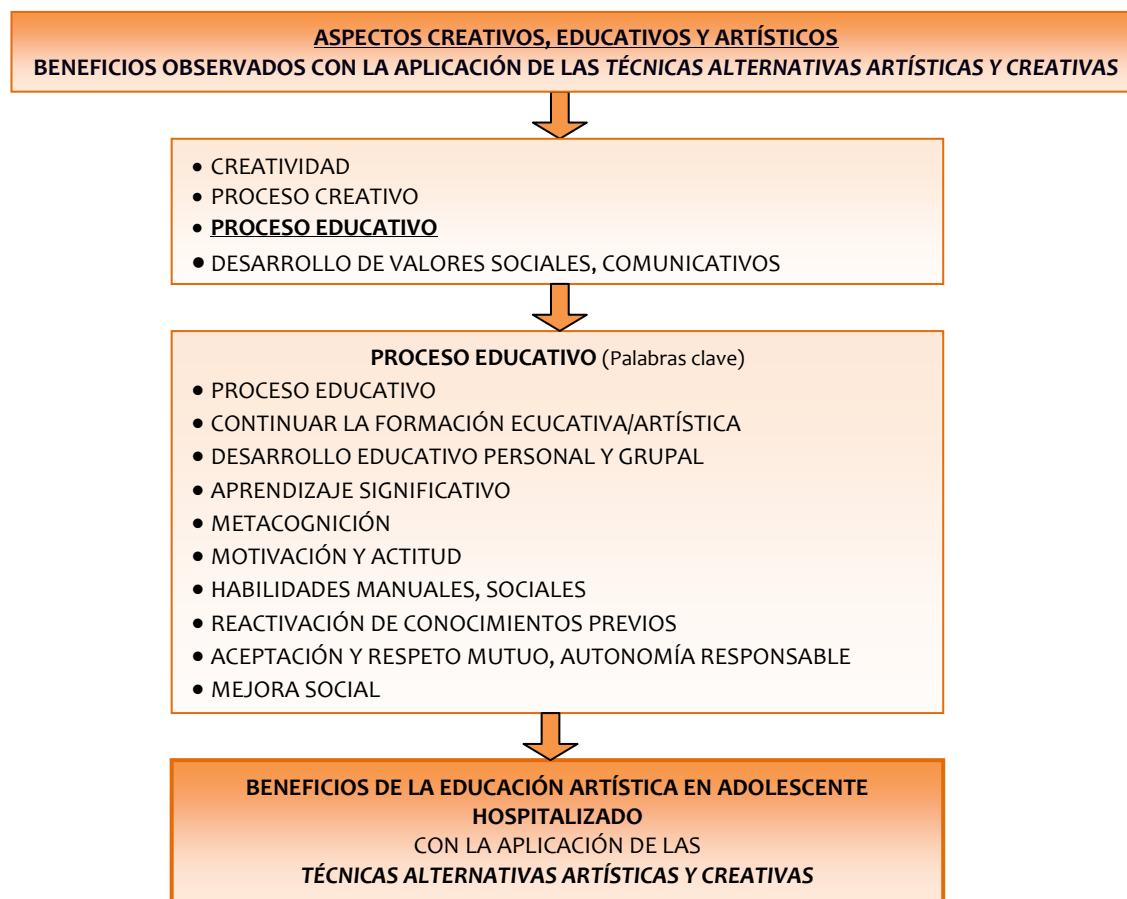 ASPECTOS CREATIVOS, EDUCATIVOS Y ARTÍSTICOS
BENEFICIOS OBSERVADOS CON LA APLICACIÓN DE LAS TÉCNICAS ALTERNATIVAS ARTÍSTICAS Y CREATIVAS
• CREATIVIDAD
• PROCESO CREATIVO
• PROCESO EDUCATIVO
• DESARROLLO DE VALORES SOCIALES, COMUNICATIVOS
PROCESO EDUCATIVO (Palabras clave)
• PROCESO EDUCATIVO
• CONTINUAR LA FORMACIÓN ECUCATIVA/ARTÍSTICA
• DESARROLLO EDUCATIVO PERSONAL Y GRUPAL
• APRENDIZAJE SIGNIFICATIVO
• METACOGNICIÓN
• MOTIVACIÓN Y ACTITUD
• HABILIDADES MANUALES, SOCIALES
• REACTIVACIÓN DE CONOCIMIENTOS PREVIOS
• ACEPTACIÓN Y RESPETO MUTUO, AUTONOMÍA RESPONSABLE
• MEJORA SOCIAL
BENEFICIOS DE LA EDUCACIÓN ARTÍSTICA EN ADOLESCENTE
HOSPITALIZADO
CON LA APLICACIÓN DE LAS
TÉCNICAS ALTERNATIVAS ARTÍSTICAS Y CREATIVAS